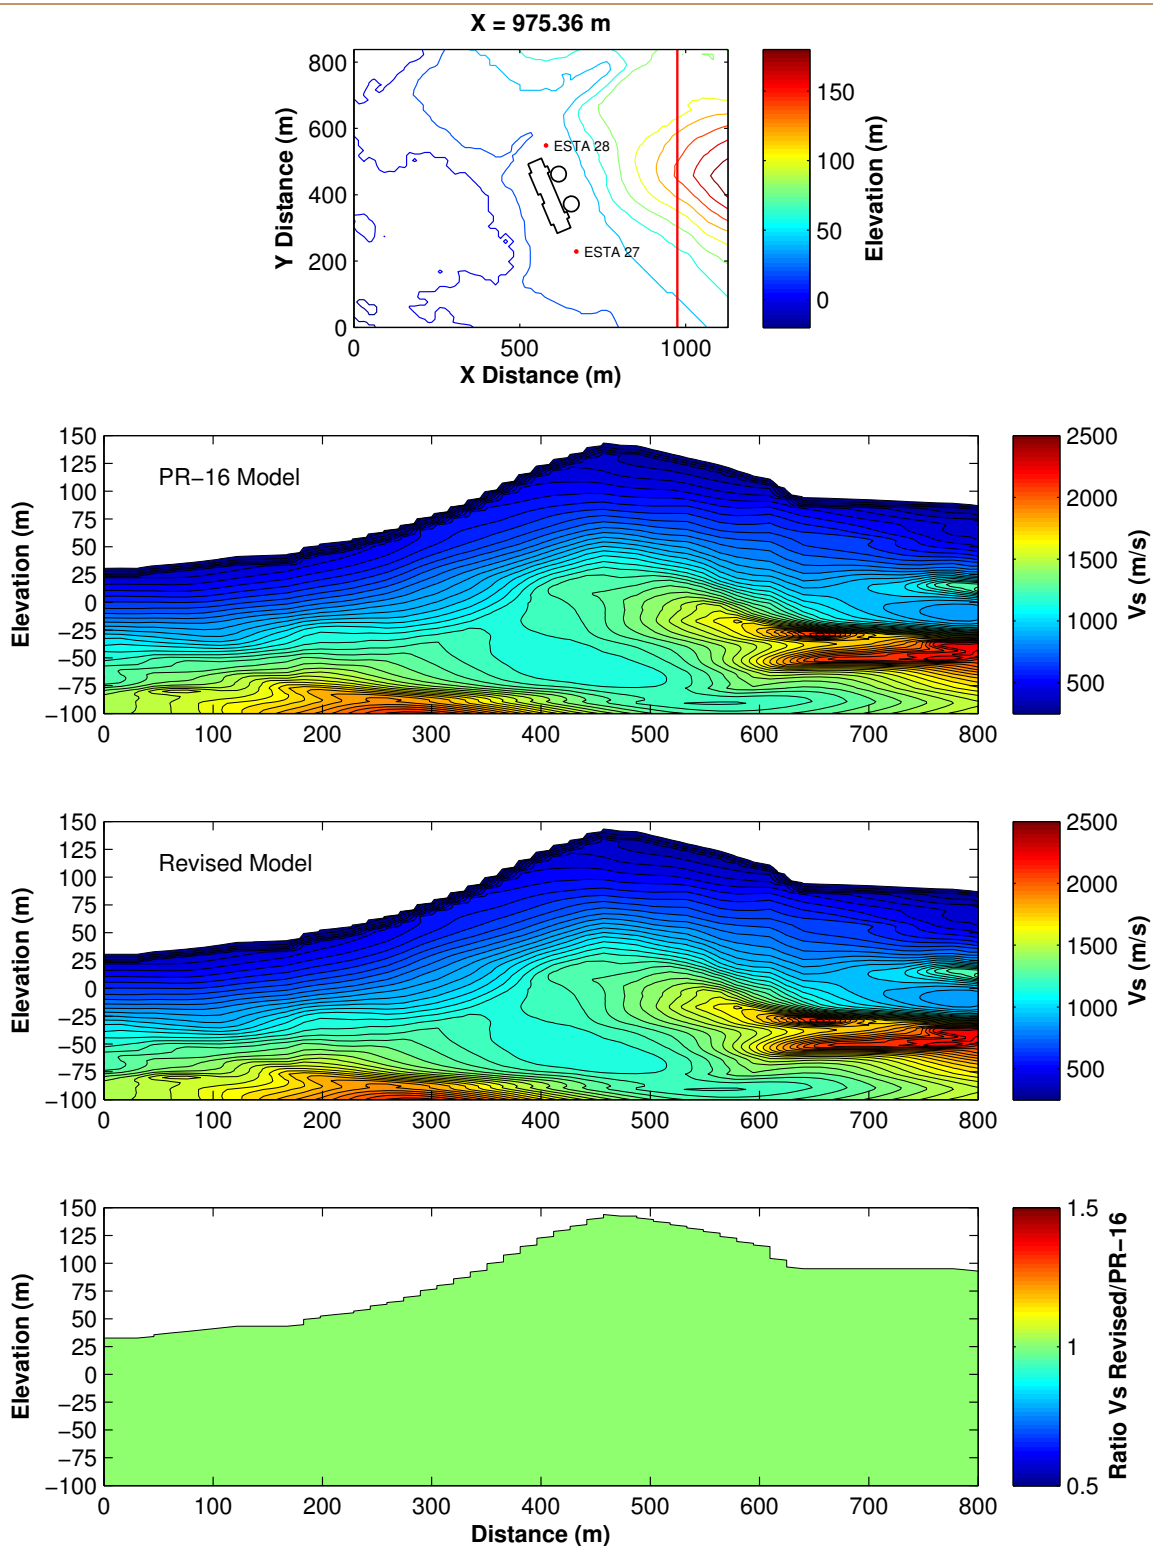 X = 975.36 m
800
600
400
200
0
Y Distance (m)
ESTA 28
ESTA 27
0 500 1000
X Distance (m)
150
100
50
0
Elevation (m)
150
125
100
75
50
25
0
−25
−50
−75
−100
Elevation (m)
PR−16 Model
0 100 200 300 400 500 600 700 800
2500
2000
1500
1000
500
Vs (m/s)
150
125
100
75
50
25
0
−25
−50
−75
−100
Elevation (m)
Revised Model
0 100 200 300 400 500 600 700 800
2500
2000
1500
1000
500
Vs (m/s)
150
125
100
75
50
25
0
−25
−50
−75
−100
Elevation (m)
0 100 200 300 400 500 600 700 800
Distance (m)
1.5
1
0.5
Ratio Vs Revised/PR−16